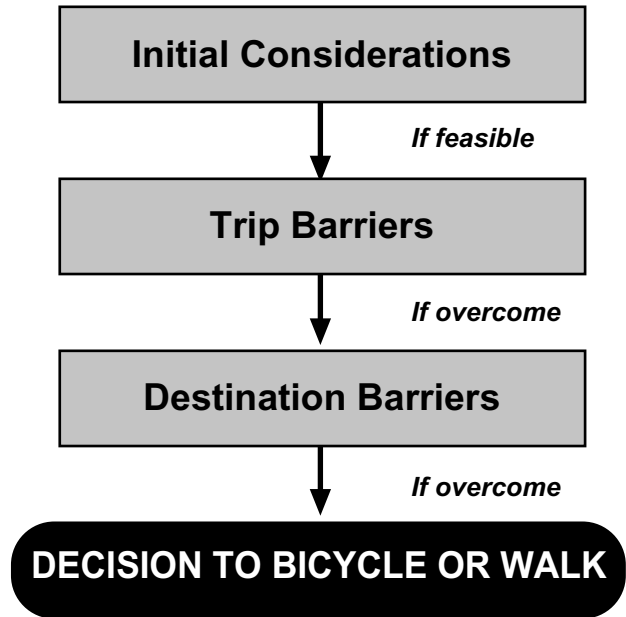 Initial Considerations
If feasible
Trip Barriers
If overcome
Destination Barriers
If overcome
DECISION TO BICYCLE OR WALK